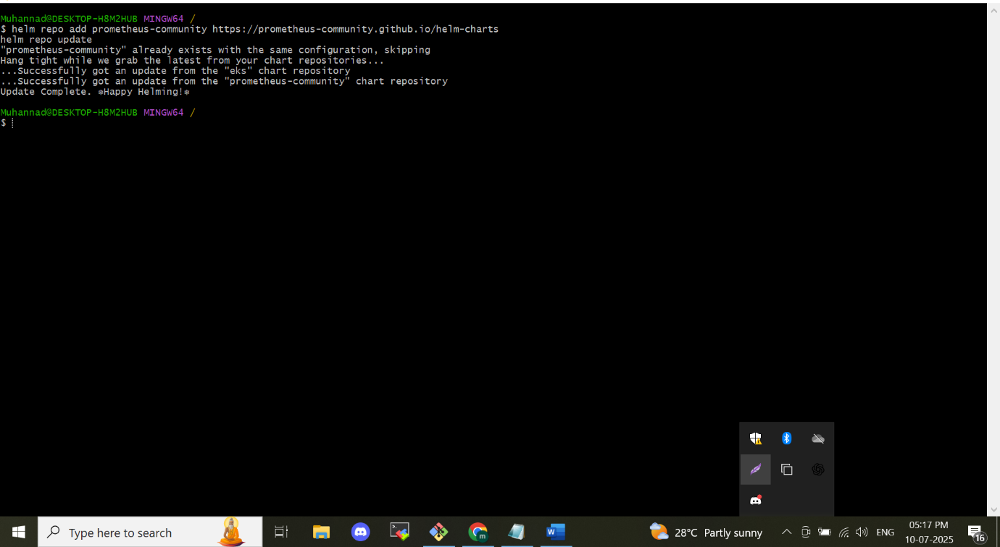 Muhannad@DESKTOP-H8M2HUB MINGW64 /
$ helm repo add prometheus-community https://prometheus-community.github.io/helm-charts
helm repo update
"prometheus-community" already exists with the same configuration, skipping
Hang tight while we grab the latest from your chart repositories...
...Successfully got an update from the "eks" chart repository
...Successfully got an update from the "prometheus-community" chart repository
Update Complete. ⎈Happy Helming!⎈
Muhannad@DESKTOP-H8M2HUB MINGW64 /
$
Type here to search
28°C Partly sunny
ENG
05:17 PM
10-07-2025
16